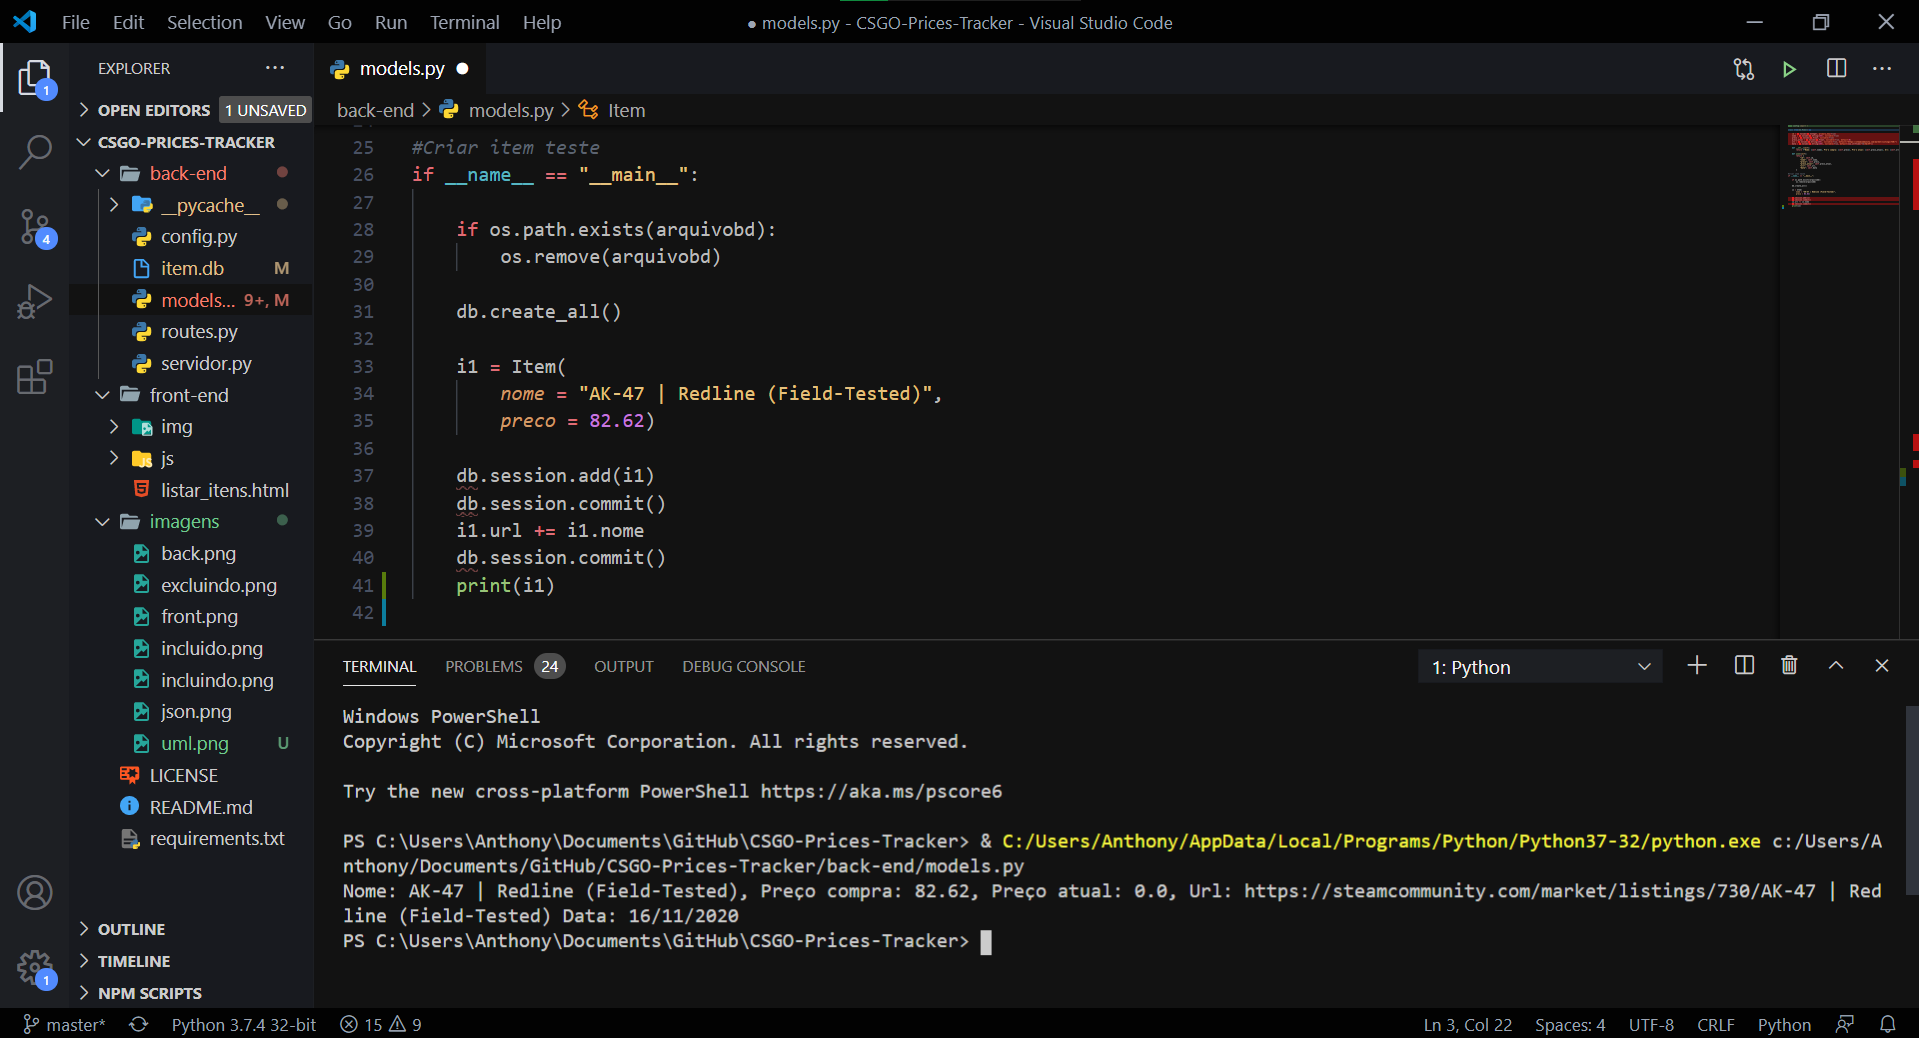 File Edit Selection View Go Run Terminal Help
● models.py - CSGO-Prices-Tracker - Visual Studio Code
EXPLORER
OPEN EDITORS 1 UNSAVED
CSGO-PRICES-TRACKER
back-end
__pycache__
config.py
item.db M
models... 9+, M
routes.py
servidor.py
front-end
img
js
listar_itens.html
imagens
back.png
excluindo.png
front.png
incluido.png
incluindo.png
json.png
uml.png U
LICENSE
README.md
requirements.txt
OUTLINE
TIMELINE
NPM SCRIPTS
1
4
1
models.py
back-end > models.py > Item
25 #Criar item teste
26 if __name__ == "__main__":
27
28 if os.path.exists(arquivobd):
29 os.remove(arquivobd)
30
31 db.create_all()
32
33 i1 = Item(
34 nome = "AK-47 | Redline (Field-Tested)",
35 preco = 82.62)
36
37 db.session.add(i1)
38 db.session.commit()
39 i1.url += i1.nome
40 db.session.commit()
41 print(i1)
42
TERMINAL PROBLEMS 24 OUTPUT DEBUG CONSOLE
1: Python
Windows PowerShell
Copyright (C) Microsoft Corporation. All rights reserved.
Try the new cross-platform PowerShell https://aka.ms/pscore6
PS C:\Users\Anthony\Documents\GitHub\CSGO-Prices-Tracker> & C:/Users/Anthony/AppData/Local/Programs/Python/Python37-32/python.exe c:/Users/A
nthony/Documents/GitHub/CSGO-Prices-Tracker/back-end/models.py
Nome: AK-47 | Redline (Field-Tested), Preço compra: 82.62, Preço atual: 0.0, Url: https://steamcommunity.com/market/listings/730/AK-47 | Red
line (Field-Tested) Data: 16/11/2020
PS C:\Users\Anthony\Documents\GitHub\CSGO-Prices-Tracker>
master* Python 3.7.4 32-bit 15 9
Ln 3, Col 22 Spaces: 4 UTF-8 CRLF Python